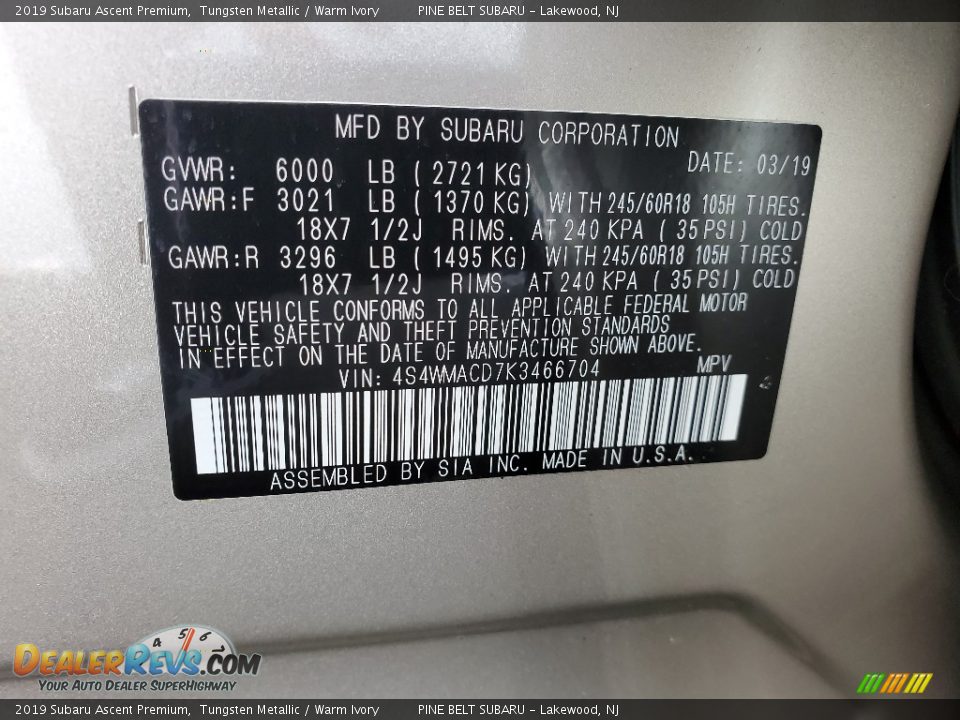 2019 Subaru Ascent Premium, Tungsten Metallic / Warm Ivory PINE BELT SUBARU - Lakewood, NJ
MFD BY SUBARU CORPORATION
GVWR: 6000 LB ( 2721 KG) DATE: 03/19
GAWR:F 3021 LB ( 1370 KG) WITH 245/60R18 105H TIRES.
18X7 1/2J RIMS. AT 240 KPA ( 35 PSI) COLD
GAWR:R 3296 LB ( 1495 KG) WITH 245/60R18 105H TIRES.
18X7 1/2J RIMS. AT 240 KPA ( 35 PSI) COLD
THIS VEHICLE CONFORMS TO ALL APPLICABLE FEDERAL MOTOR
VEHICLE SAFETY AND THEFT PREVENTION STANDARDS
IN EFFECT ON THE DATE OF MANUFACTURE SHOWN ABOVE.
VIN: 4S4WMACD7K3466704 MPV
ASSEMBLED BY SIA INC. MADE IN U.S.A.
4 5 6 7
DEALERREVS.COM
YOUR AUTO DEALER SUPERHIGHWAY
2019 Subaru Ascent Premium, Tungsten Metallic / Warm Ivory PINE BELT SUBARU - Lakewood, NJ